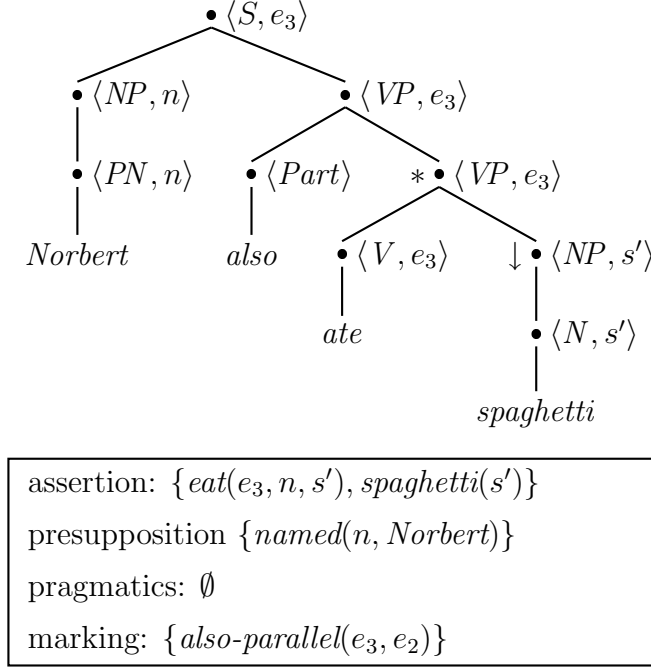 • ⟨S, e₃⟩
• ⟨NP, n⟩ • ⟨VP, e₃⟩
• ⟨PN, n⟩ • ⟨Part⟩ * • ⟨VP, e₃⟩
Norbert also • ⟨V, e₃⟩ ↓ • ⟨NP, s′⟩
ate • ⟨N, s′⟩
spaghetti
assertion: {eat(e₃, n, s′), spaghetti(s′)}
presupposition {named(n, Norbert)}
pragmatics: ∅
marking: {also-parallel(e₃, e₂)}